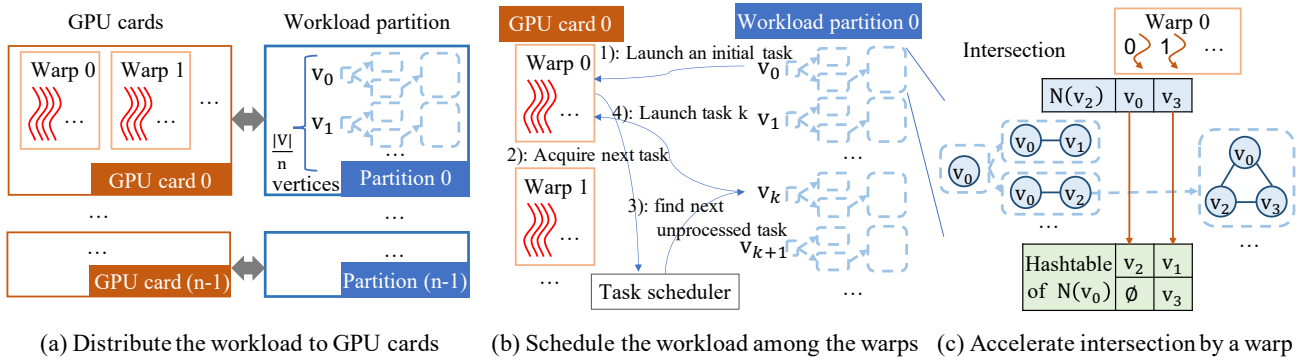 GPU cards
Workload partition
Warp 0
Warp 1
...
...
...
GPU card 0
v₀
v₁
...
|V|
n
vertices
Partition 0
...
...
...
GPU card (n-1)
...
Partition (n-1)
(a) Distribute the workload to GPU cards
GPU card 0
Workload partition 0
Warp 0
...
1): Launch an initial task
v₀
4): Launch task k
v₁
...
2): Acquire next task
Warp 1
...
vₖ
3): find next
unprocessed task
vₖ₊₁
...
Task scheduler
...
(b) Schedule the workload among the warps
Warp 0
0 1 ...
Intersection
N(v₂) v₀ v₃
v₀
v₀ v₁
v₀ v₂
...
v₀
v₂ v₃
...
Hashtable
of N(v₀)
v₂ v₁
∅ v₃
(c) Accelerate intersection by a warp